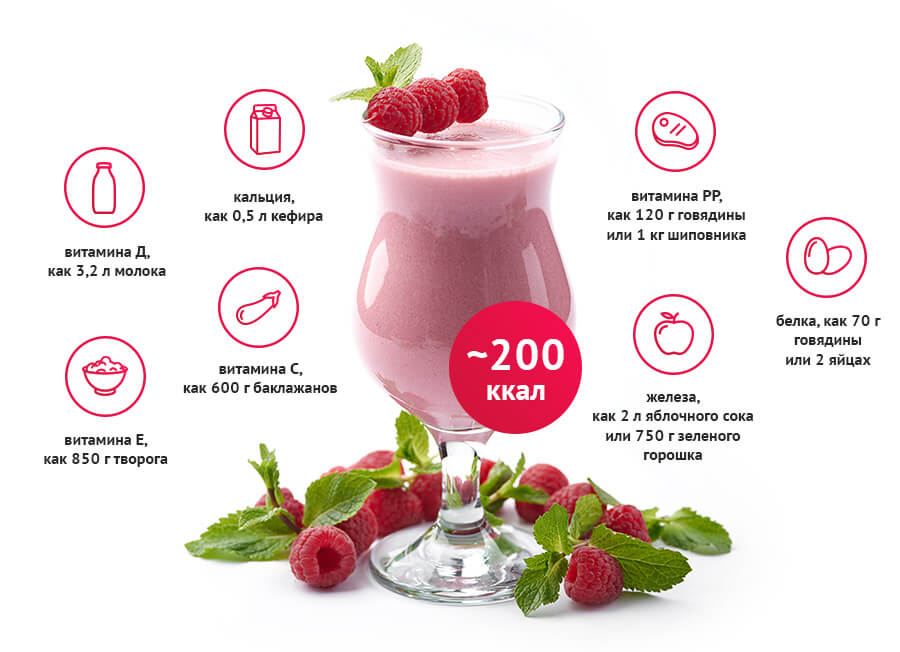 кальция,
как 0,5 л кефира
витамина Д,
как 3,2 л молока
витамина С,
как 600 г баклажанов
витамина Е,
как 850 г творога
~200
ккал
витамина РР,
как 120 г говядины
или 1 кг шиповника
белка, как 70 г
говядины
или 2 яйцах
железа,
как 2 л яблочного сока
или 750 г зеленого
горошка